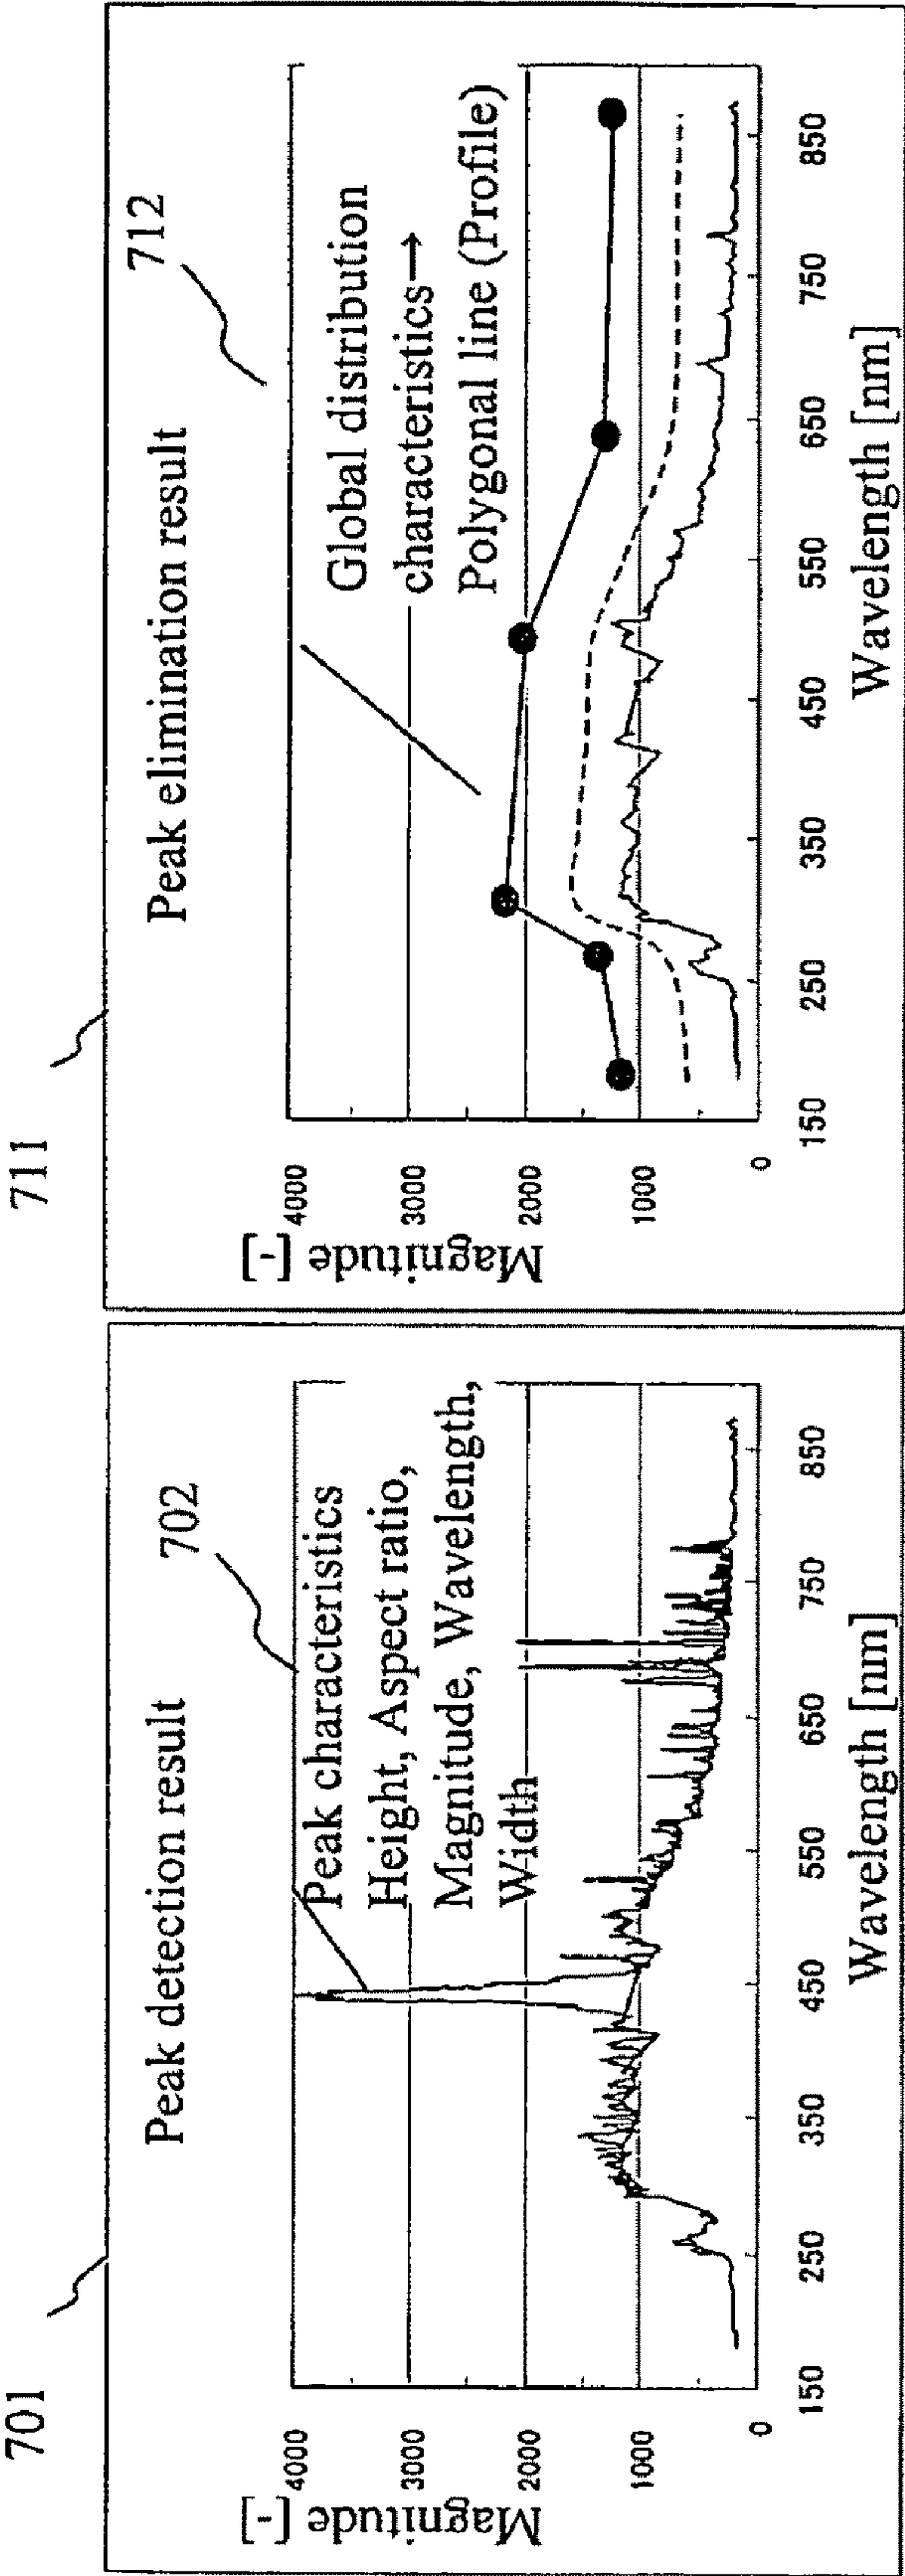 701
Peak detection result
702
Peak characteristics
Height, Aspect ratio,
Magnitude, Wavelength,
Width
Magnitude [-]
4000
3000
2000
1000
0
150 250 350 450 550 650 750 850
Wavelength [nm]
711
Peak elimination result
712
Global distribution
characteristics→
Polygonal line (Profile)
Magnitude [-]
4000
3000
2000
1000
0
150 250 350 450 550 650 750 850
Wavelength [nm]